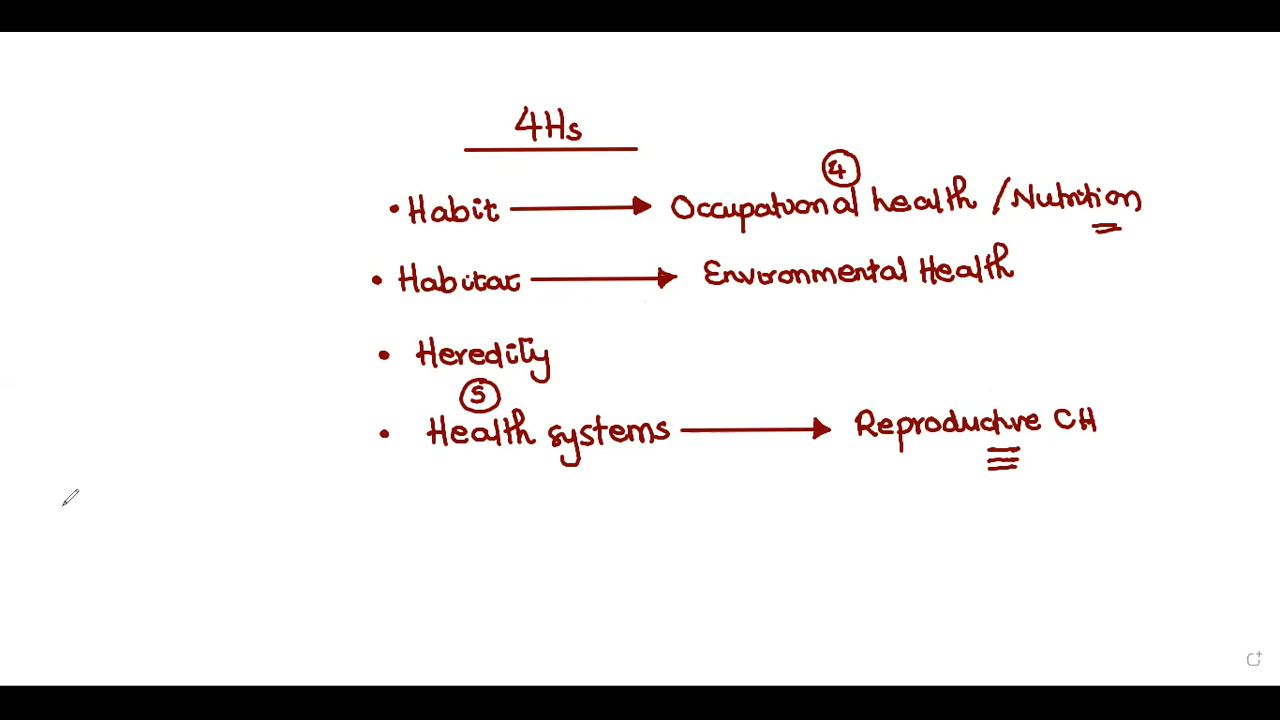 4Hs
④
• Habit → Occupational health / Nutrition
• Habitat → Environmental Health
• Heredity
⑤
• Health systems → Reproductive CH